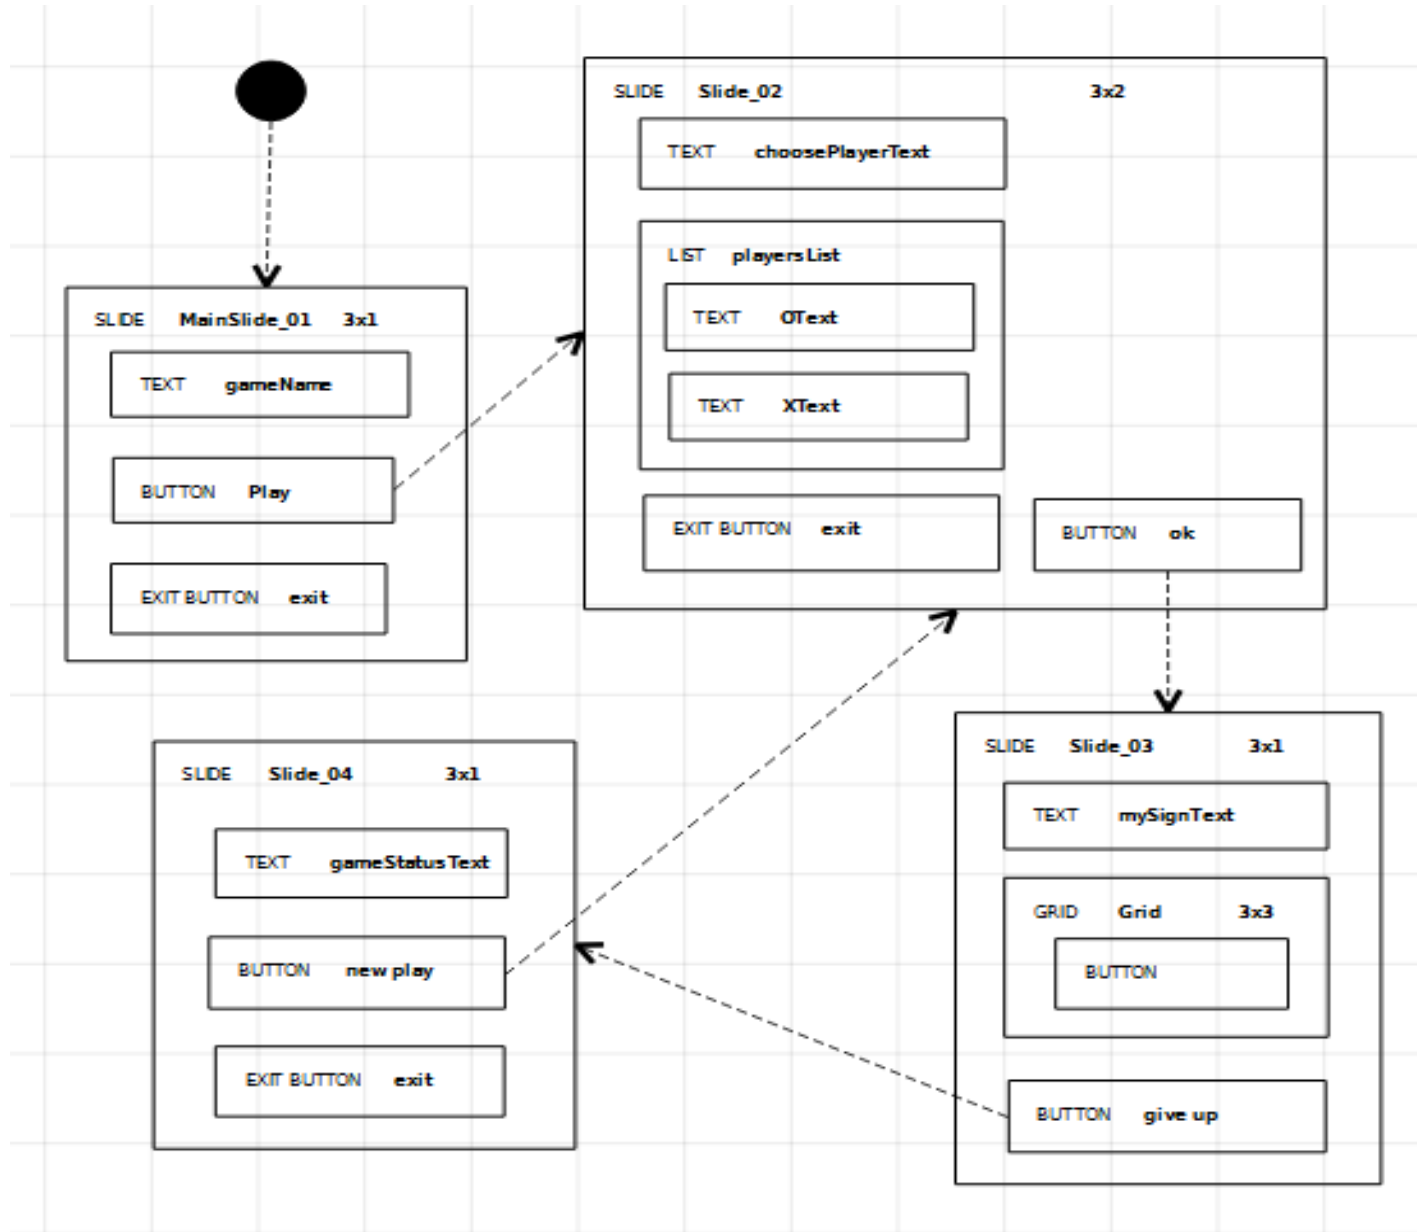 SLIDE MainSlide_01 3x1
TEXT gameName
BUTTON Play
EXIT BUTTON exit
SLIDE Slide_02 3x2
TEXT choosePlayerText
LIST playersList
TEXT OText
TEXT XText
EXIT BUTTON exit
BUTTON ok
SLIDE Slide_03 3x1
TEXT mySignText
GRID Grid 3x3
BUTTON
BUTTON give up
SLIDE Slide_04 3x1
TEXT gameStatusText
BUTTON new play
EXIT BUTTON exit